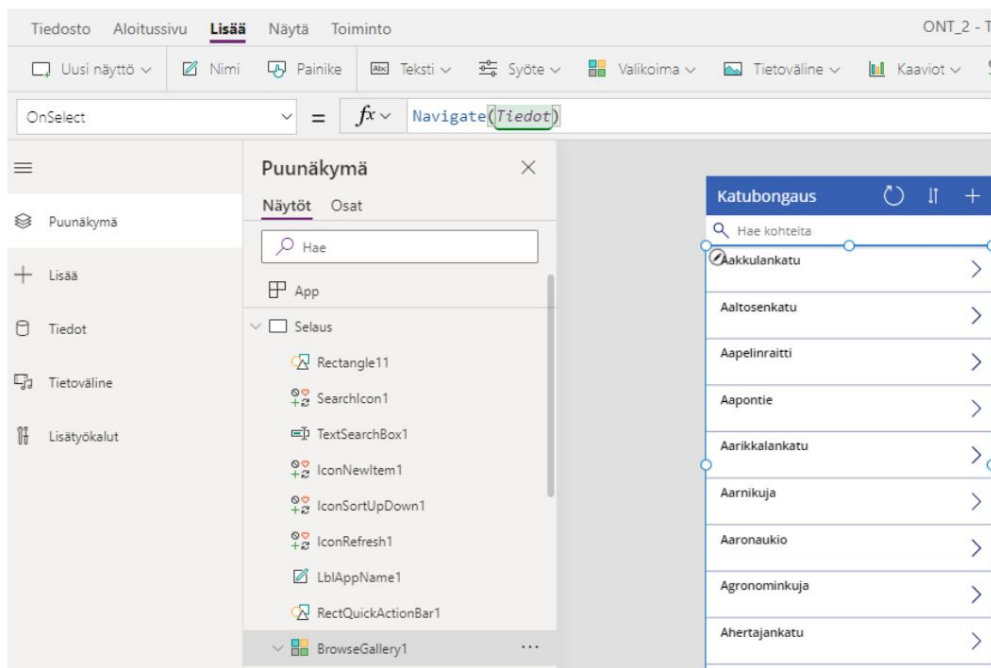 Tiedosto Aloitussivu Lisää Näytä Toiminto ONT_2 - T
Uusi näyttö Nimi Painike Abc Teksti Syöte Valikoima Tietoväline Kaaviot
OnSelect = fx Navigate(Tiedot)
Puunäkymä
Näytöt Osat
Hae
App
Selaus
Rectangle11
SearchIcon1
TextSearchBox1
IconNewItem1
IconSortUpDown1
IconRefresh1
LblAppName1
RectQuickActionBar1
BrowseGallery1 ...
Puunäkymä
Lisää
Tiedot
Tietoväline
Lisätyökalut
Katubongaus
Hae kohteita
Aakkulankatu
Aaltosenkatu
Aapelinraitti
Aapontie
Aarikkalankatu
Aarnikuja
Aaronaukio
Agronominkuja
Ahertajankatu